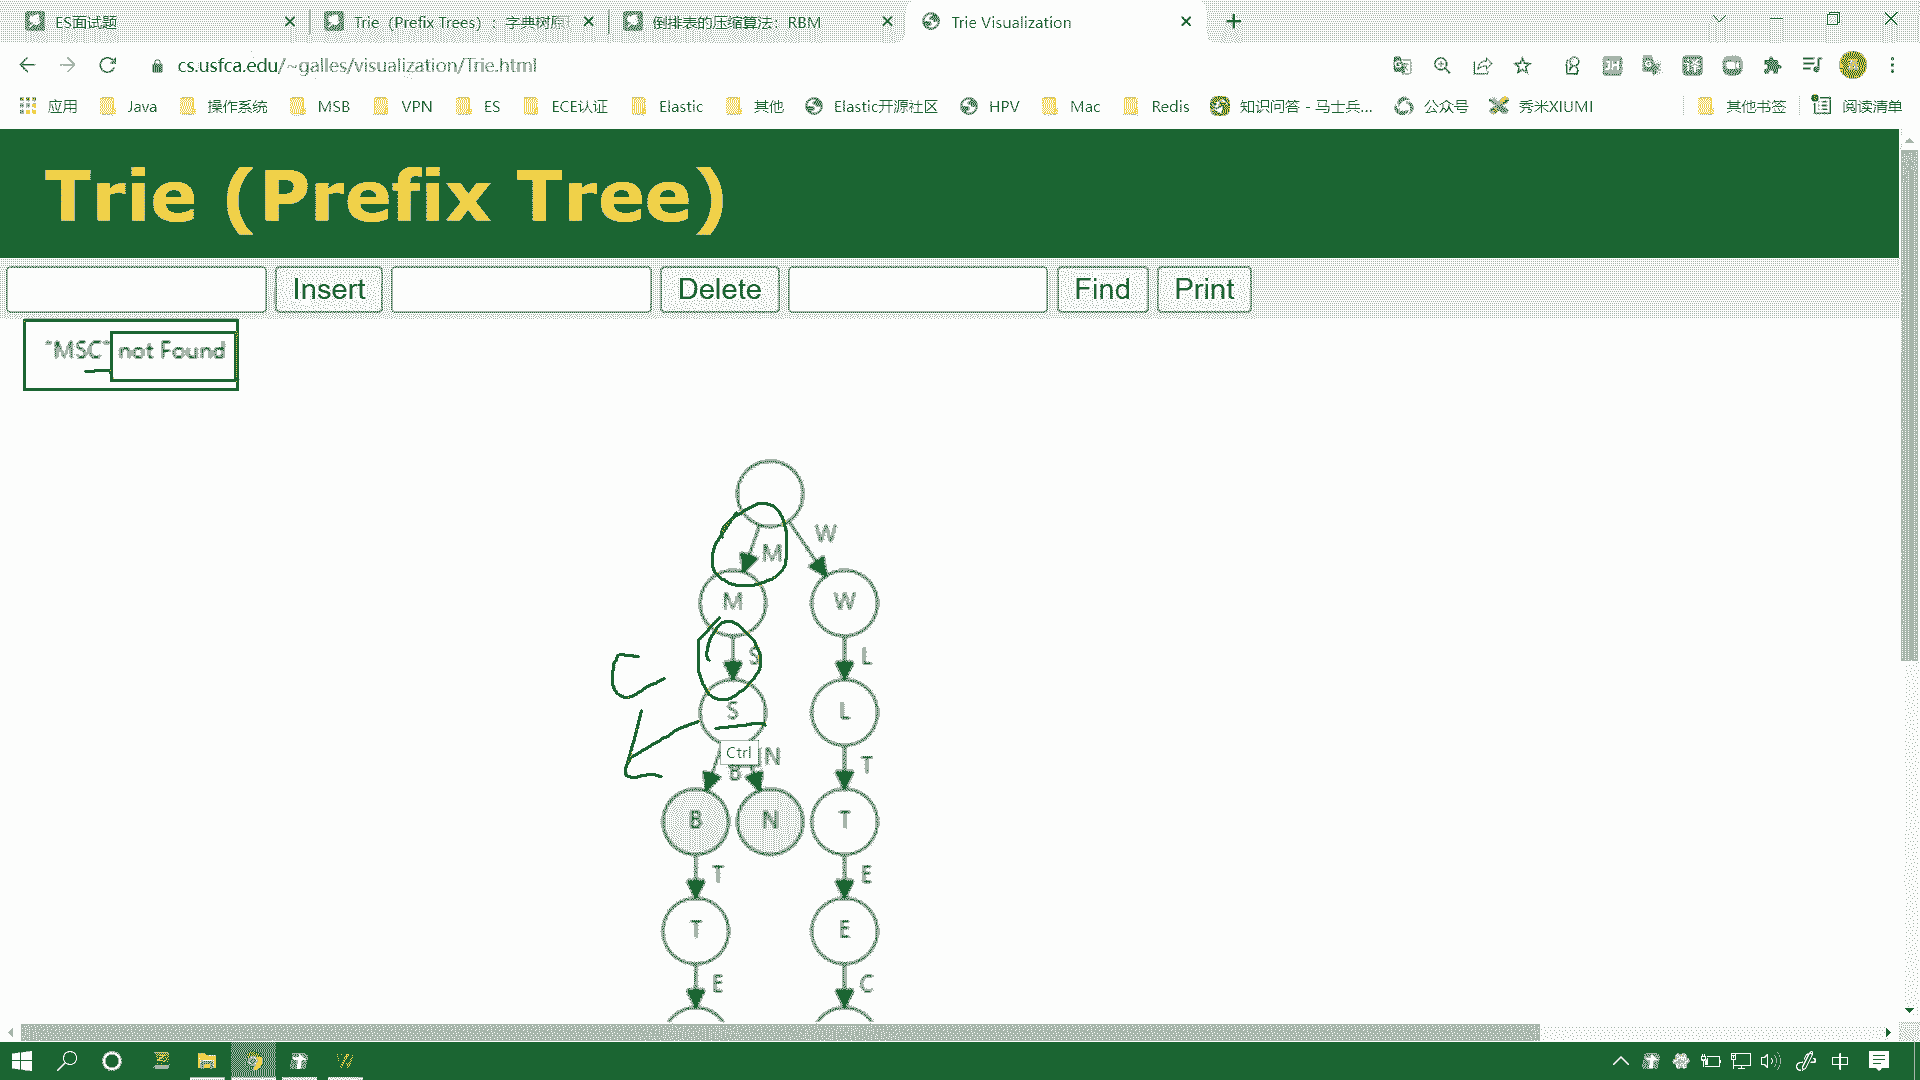 ES面试题
Trie（Prefix Trees）：字典树原
倒排表的压缩算法：RBM
Trie Visualization
cs.usfca.edu/~galles/visualization/Trie.html
应用 Java 操作系统 MSB VPN ES ECE认证 Elastic 其他 Elastic开源社区 HPV Mac Redis 知识问答 - 马士兵... 公众号 秀米XIUMI 其他书签 阅读清单
Trie (Prefix Tree)
Insert Delete Find Print
"MSC" not Found
W
M
M W
S L
C
S L
Ctrl N
B T
B N T
T E
T E
E C
中